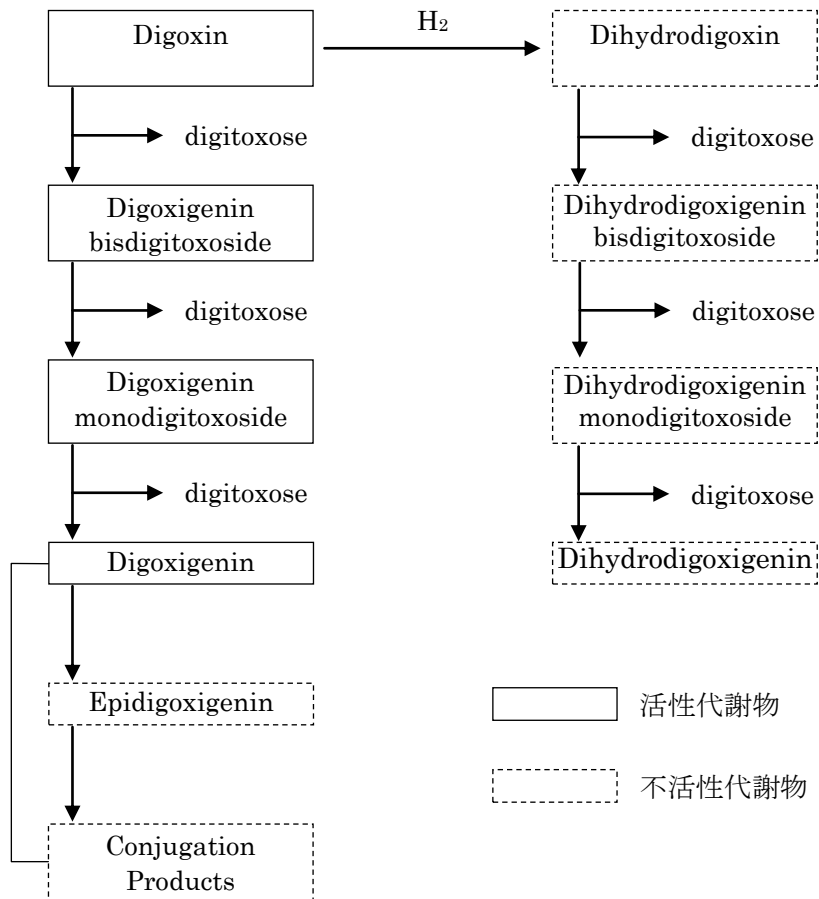 Digoxin
H₂
Dihydrodigoxin
digitoxose
digitoxose
Digoxigenin
bisdigitoxoside
Dihydrodigoxigenin
bisdigitoxoside
digitoxose
digitoxose
Digoxigenin
monodigitoxoside
Dihydrodigoxigenin
monodigitoxoside
digitoxose
digitoxose
Digoxigenin
Dihydrodigoxigenin
Epidigoxigenin
活性代謝物
不活性代謝物
Conjugation
Products